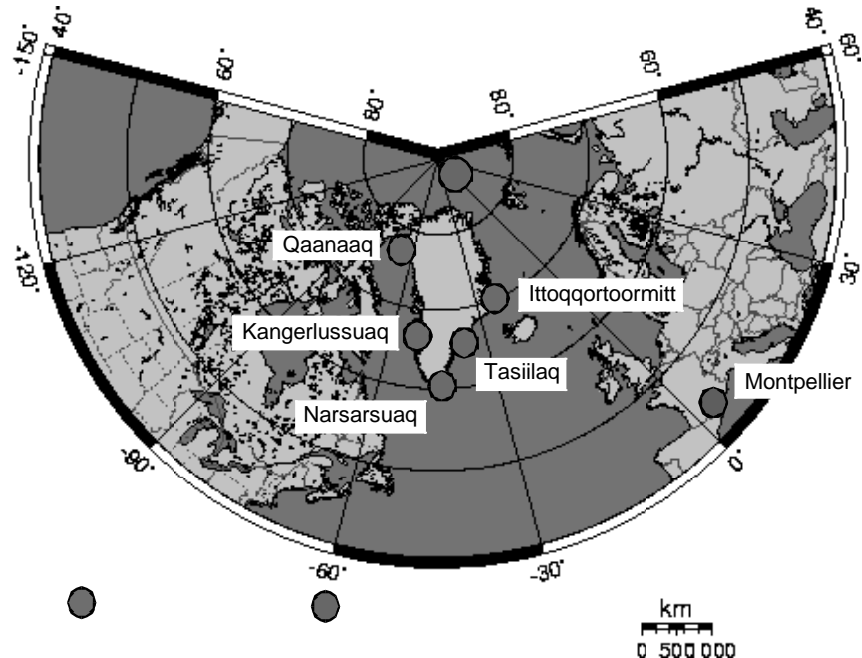 -150˚
40˚
60˚
80˚
80˚
60˚
40˚
60˚
Qaanaaq
-120˚
30˚
Ittoqqortoormitt
Kangerlussuaq
Tasiilaq
Montpellier
Narsarsuaq
-90˚
0˚
-60˚
-30˚
km
0 500 1000